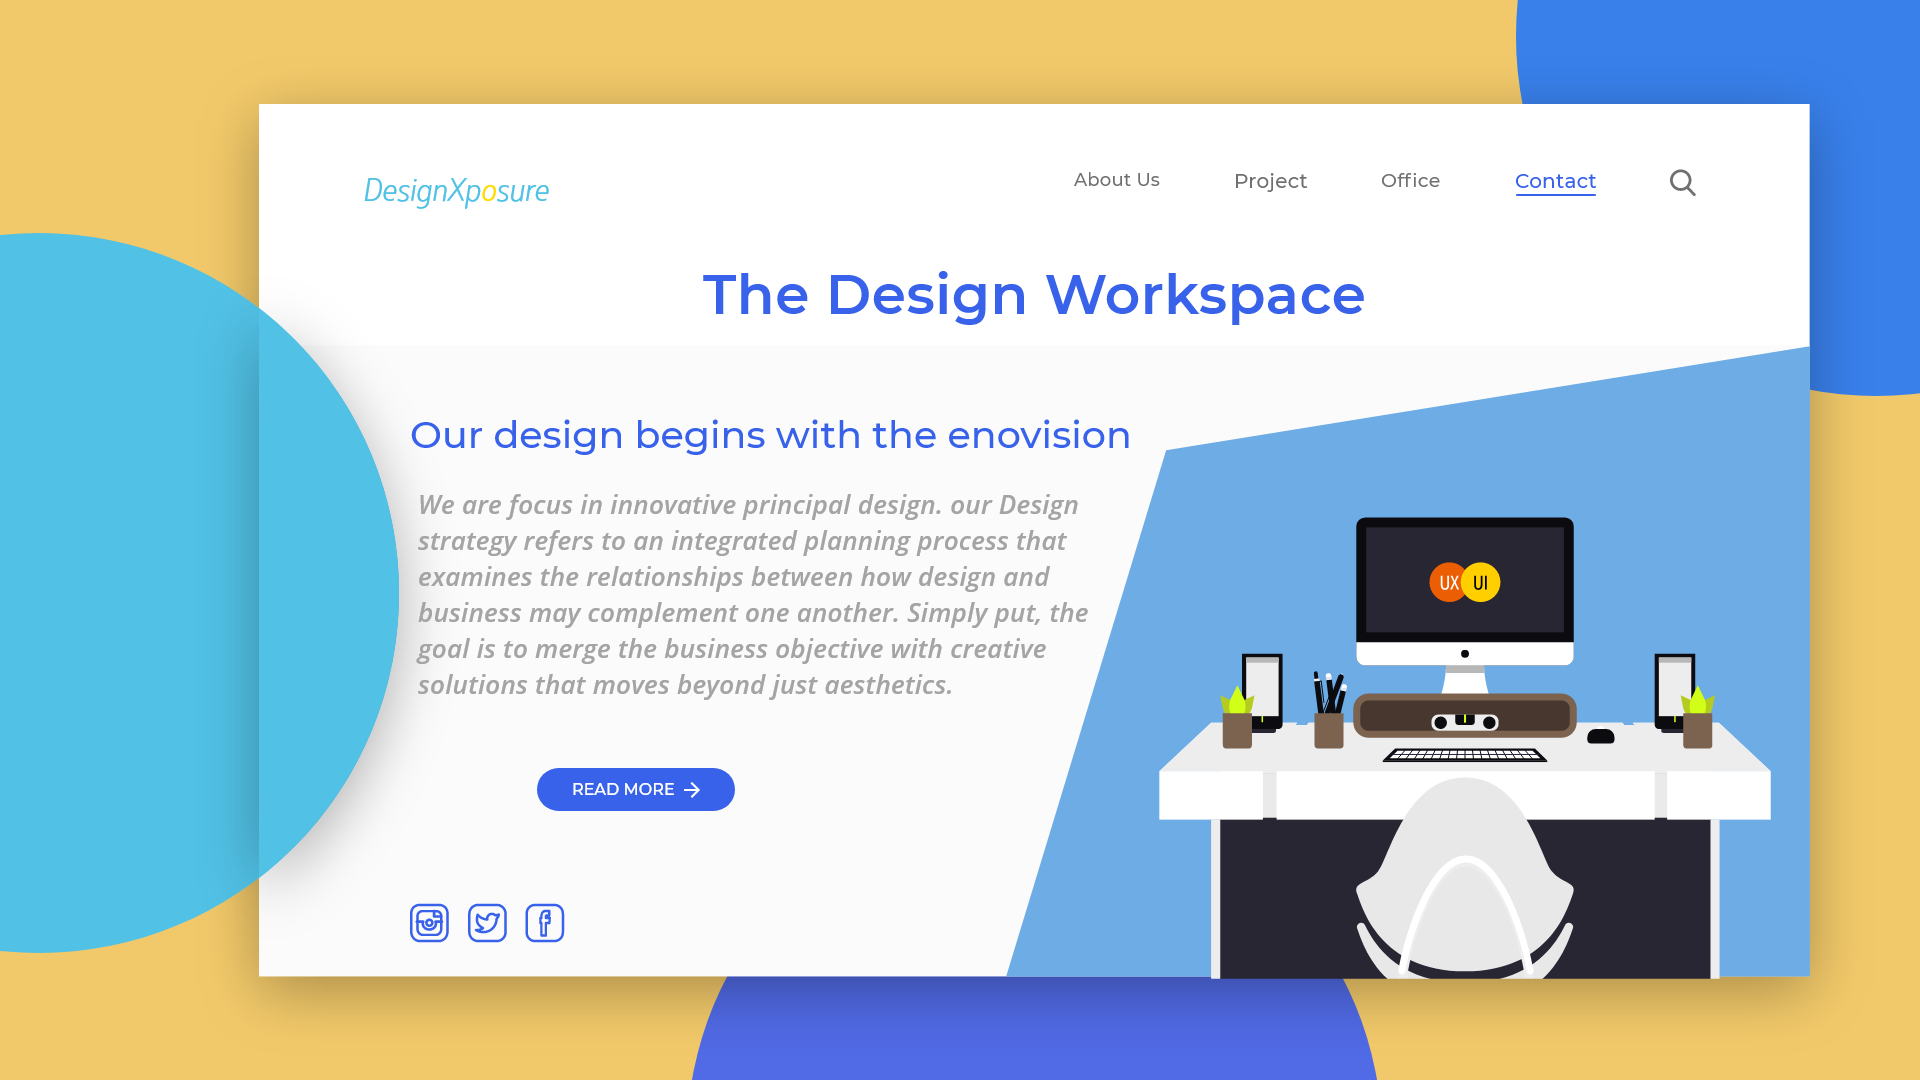 DesignXposure
About Us
Project
Office
Contact
The Design Workspace
Our design begins with the enovision
We are focus in innovative principal design. our Design
strategy refers to an integrated planning process that
examines the relationships between how design and
business may complement one another. Simply put, the
goal is to merge the business objective with creative
solutions that moves beyond just aesthetics.
UX UI
READ MORE